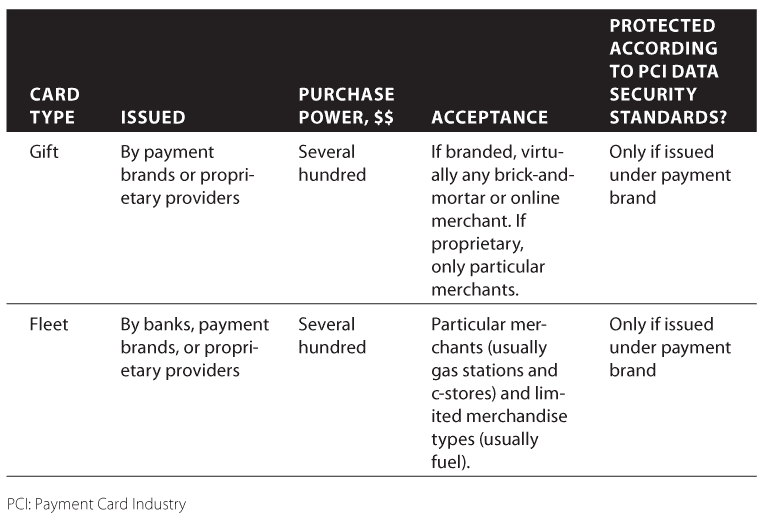 CARD TYPE
ISSUED
PURCHASE POWER, $$
ACCEPTANCE
PROTECTED ACCORDING TO PCI DATA SECURITY STANDARDS?
Gift
By payment
brands or propri-
etary providers
Several
hundred
If branded, virtu-
ally any brick-and-
mortar or online
merchant. If
proprietary,
only particular
merchants.
Only if issued
under payment
brand
Fleet
By banks, payment
brands, or propri-
etary providers
Several
hundred
Particular mer-
chants (usually
gas stations and
c-stores) and lim-
ited merchandise
types (usually
fuel).
Only if issued
under payment
brand
PCI: Payment Card Industry